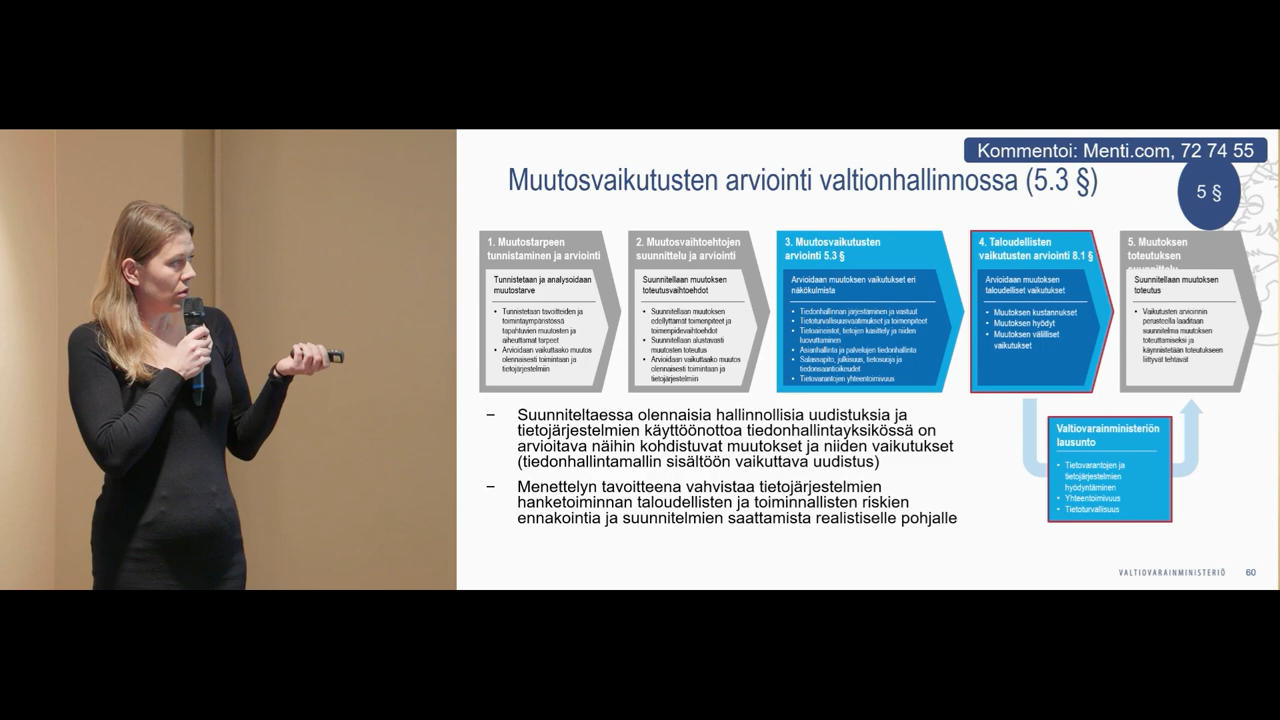 Kommentoi: Menti.com, 72 74 55
Muutosvaikutusten arviointi valtionhallinnossa (5.3 §)
5 §
1. Muutostarpeen
tunnistaminen ja arviointi
Tunnistetaan ja analysoidaan
muutostarve
• Tunnistetaan tavoitteiden ja
toimintaympäristössä
tapahtuvien muutosten ja
aiheuttamat tarpeet
• Arvioidaan vaikuttaako muutos
olennaisesti toimintaan ja
tietojärjestelmiin
2. Muutosvaihtoehtojen
suunnittelu ja arviointi
Suunnitellaan muutoksen
toteutusvaihtoehdot
• Suunnitellaan muutoksen
edellyttämät toimenpiteet ja
toimenpidevaihtoehdot
• Suunnitellaan alustavasti
muutosten toteutus
• Arvioidaan vaikuttaako muutos
olennaisesti toimintaan ja
tietojärjestelmiin
3. Muutosvaikutusten
arviointi 5.3 §
Arvioidaan muutoksen vaikutukset eri
näkökulmista
• Tiedonhallinnan järjestäminen ja vastuut
• Tietoturvallisuusvaatimukset ja toimenpiteet
• Tietoaineistot, tietojen käsittely ja niiden
luovuttaminen
• Asianhallinta ja palvelujen tiedonhallinta
• Salassapito, julkisuus, tietosuoja ja
tiedonsaantioikeudet
• Tietovarantojen yhteentoimivuus
4. Taloudellisten
vaikutusten arviointi 8.1 §
Arvioidaan muutoksen
taloudelliset vaikutukset
• Muutoksen kustannukset
• Muutoksen hyödyt
• Muutoksen välilliset
vaikutukset
5. Muutoksen
toteutuksen
suunnittelu
Suunnitellaan muutoksen
toteutus
• Vaikutusten arvioinnin
perusteella laaditaan
suunnitelma muutoksen
toteuttamiseksi ja
käynnistetään toteutukseen
liittyvät tehtävät
– Suunniteltaessa olennaisia hallinnollisia uudistuksia ja
tietojärjestelmien käyttöönottoa tiedonhallintayksikössä on
arvioitava näihin kohdistuvat muutokset ja niiden vaikutukset
(tiedonhallintamallin sisältöön vaikuttava uudistus)
– Menettelyn tavoitteena vahvistaa tietojärjestelmien
hanketoiminnan taloudellisten ja toiminnallisten riskien
ennakointia ja suunnitelmien saattamista realistiselle pohjalle
Valtiovarainministeriön
lausunto
• Tietovarantojen ja
tietojärjestelmien
hyödyntäminen
• Yhteentoimivuus
• Tietoturvallisuus
VALTIOVARAINMINISTERIÖ 60